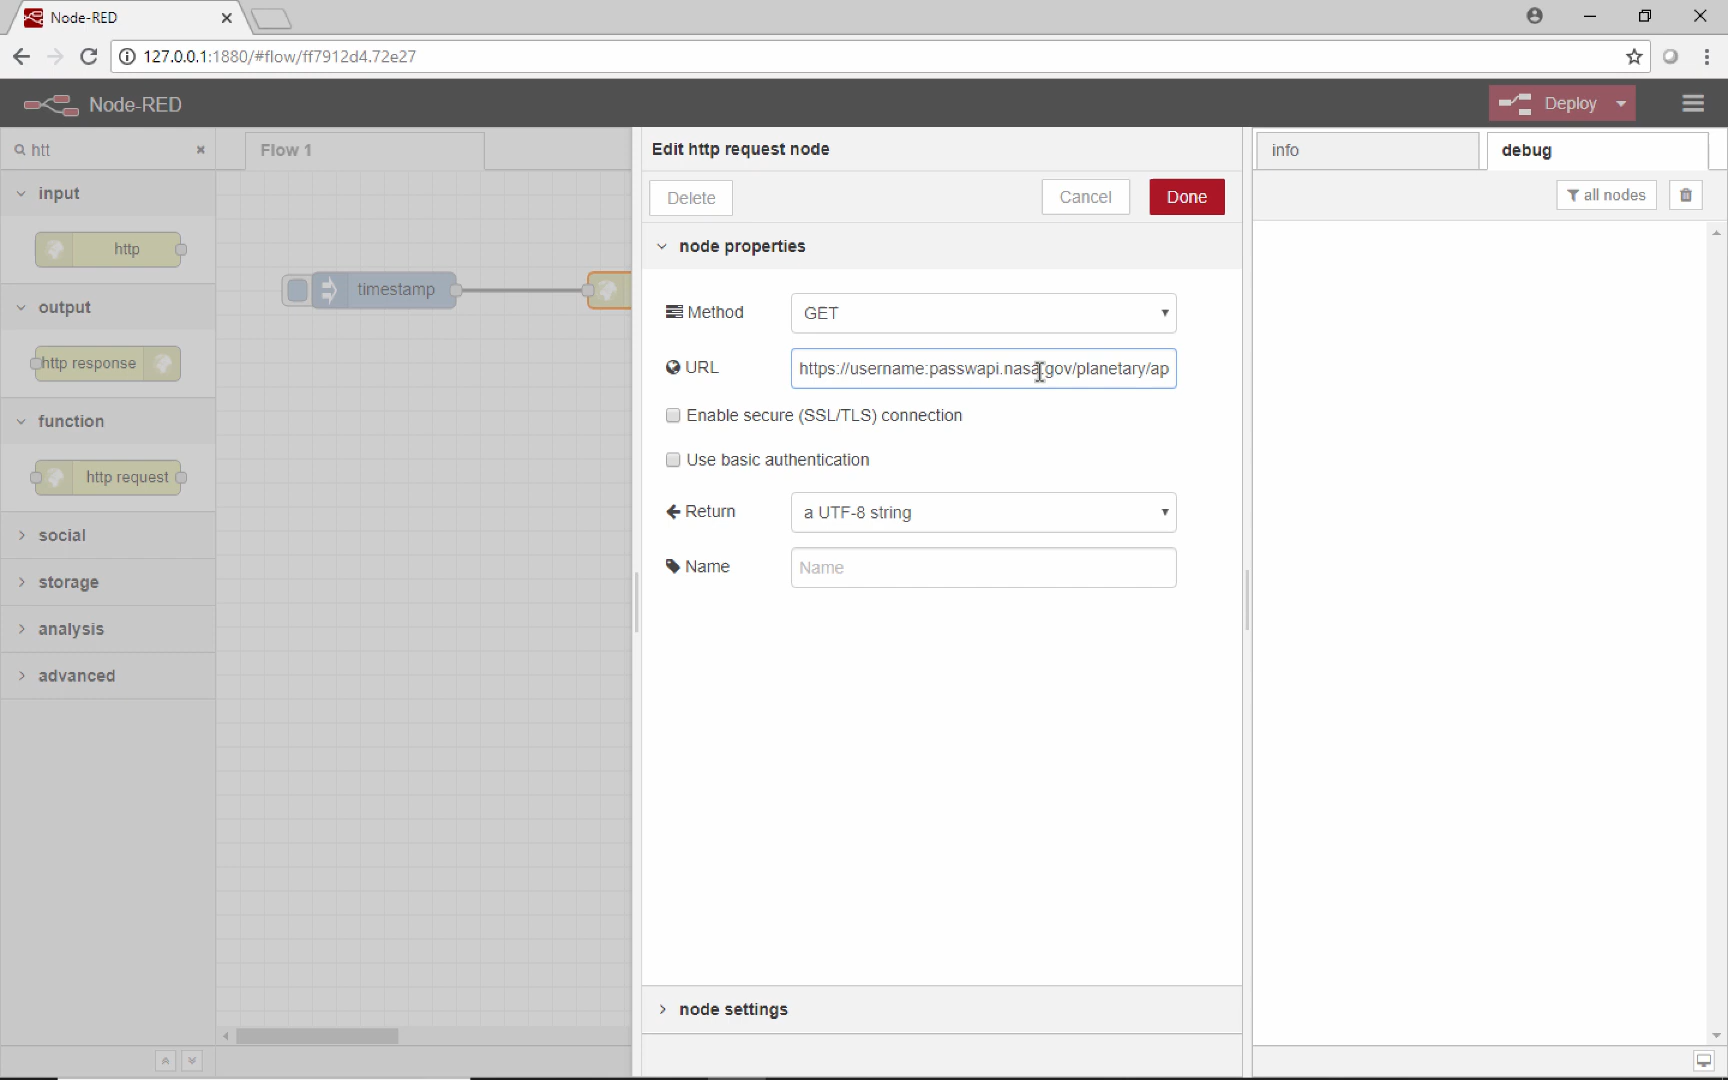 Node-RED
127.0.0.1:1880/#flow/ff7912d4.72e27
Node-RED
Deploy
htt
Flow 1
Edit http request node
info
debug
Delete
Cancel
Done
all nodes
input
node properties
http
timestamp
output
Method
GET
http response
URL
https://username:passwapi.nasa.gov/planetary/ap
function
Enable secure (SSL/TLS) connection
Use basic authentication
http request
Return
a UTF-8 string
social
Name
Name
storage
analysis
advanced
node settings